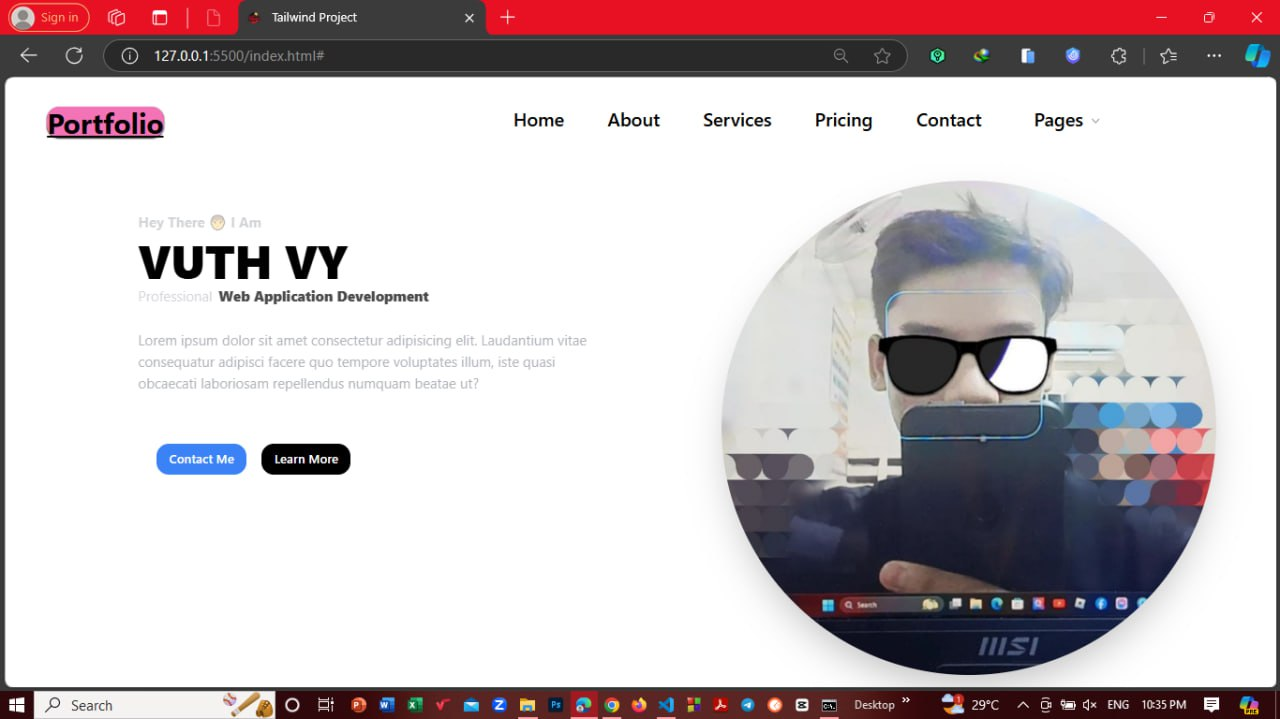 Sign in
Tailwind Project
127.0.0.1:5500/index.html#
Portfolio
Home
About
Services
Pricing
Contact
Pages
Hey There 👨🏻 I Am
VUTH VY
Professional Web Application Development
Lorem ipsum dolor sit amet consectetur adipisicing elit. Laudantium vitae
consequatur adipisci facere quo tempore voluptates illum, iste quasi
obcaecati laboriosam repellendus numquam beatae ut?
Contact Me
Learn More
Search
msi
Search
Desktop
1
29°C
ENG
10:35 PM